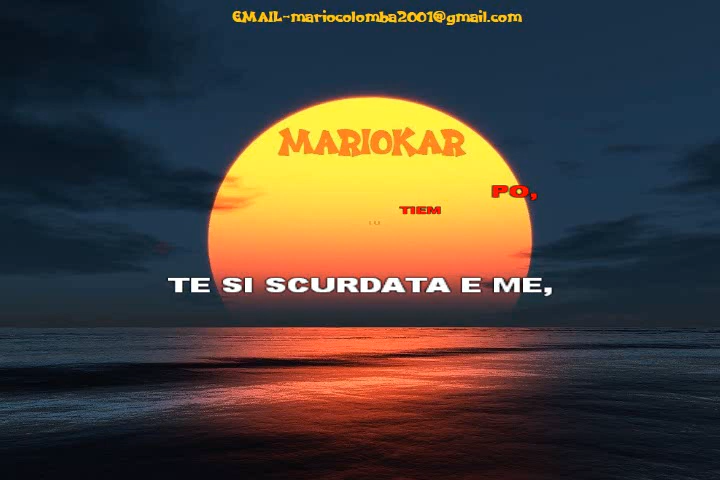 EMAIL-mariocolomba2001@gmail.com
MARIOKAR
PO,
TIEM
TE SI SCURDATA E ME,